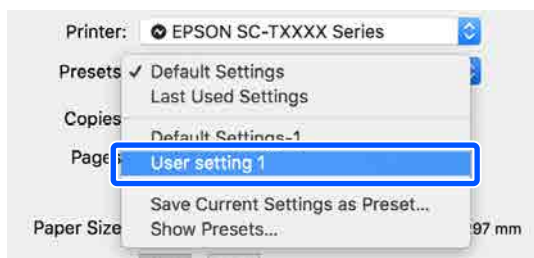 Printer: EPSON SC-TXXXX Series
Presets ✓ Default Settings
Last Used Settings
Copies
Default Settings-1
Pages
User setting 1
Save Current Settings as Preset...
Paper Size
Show Presets...
97 mm